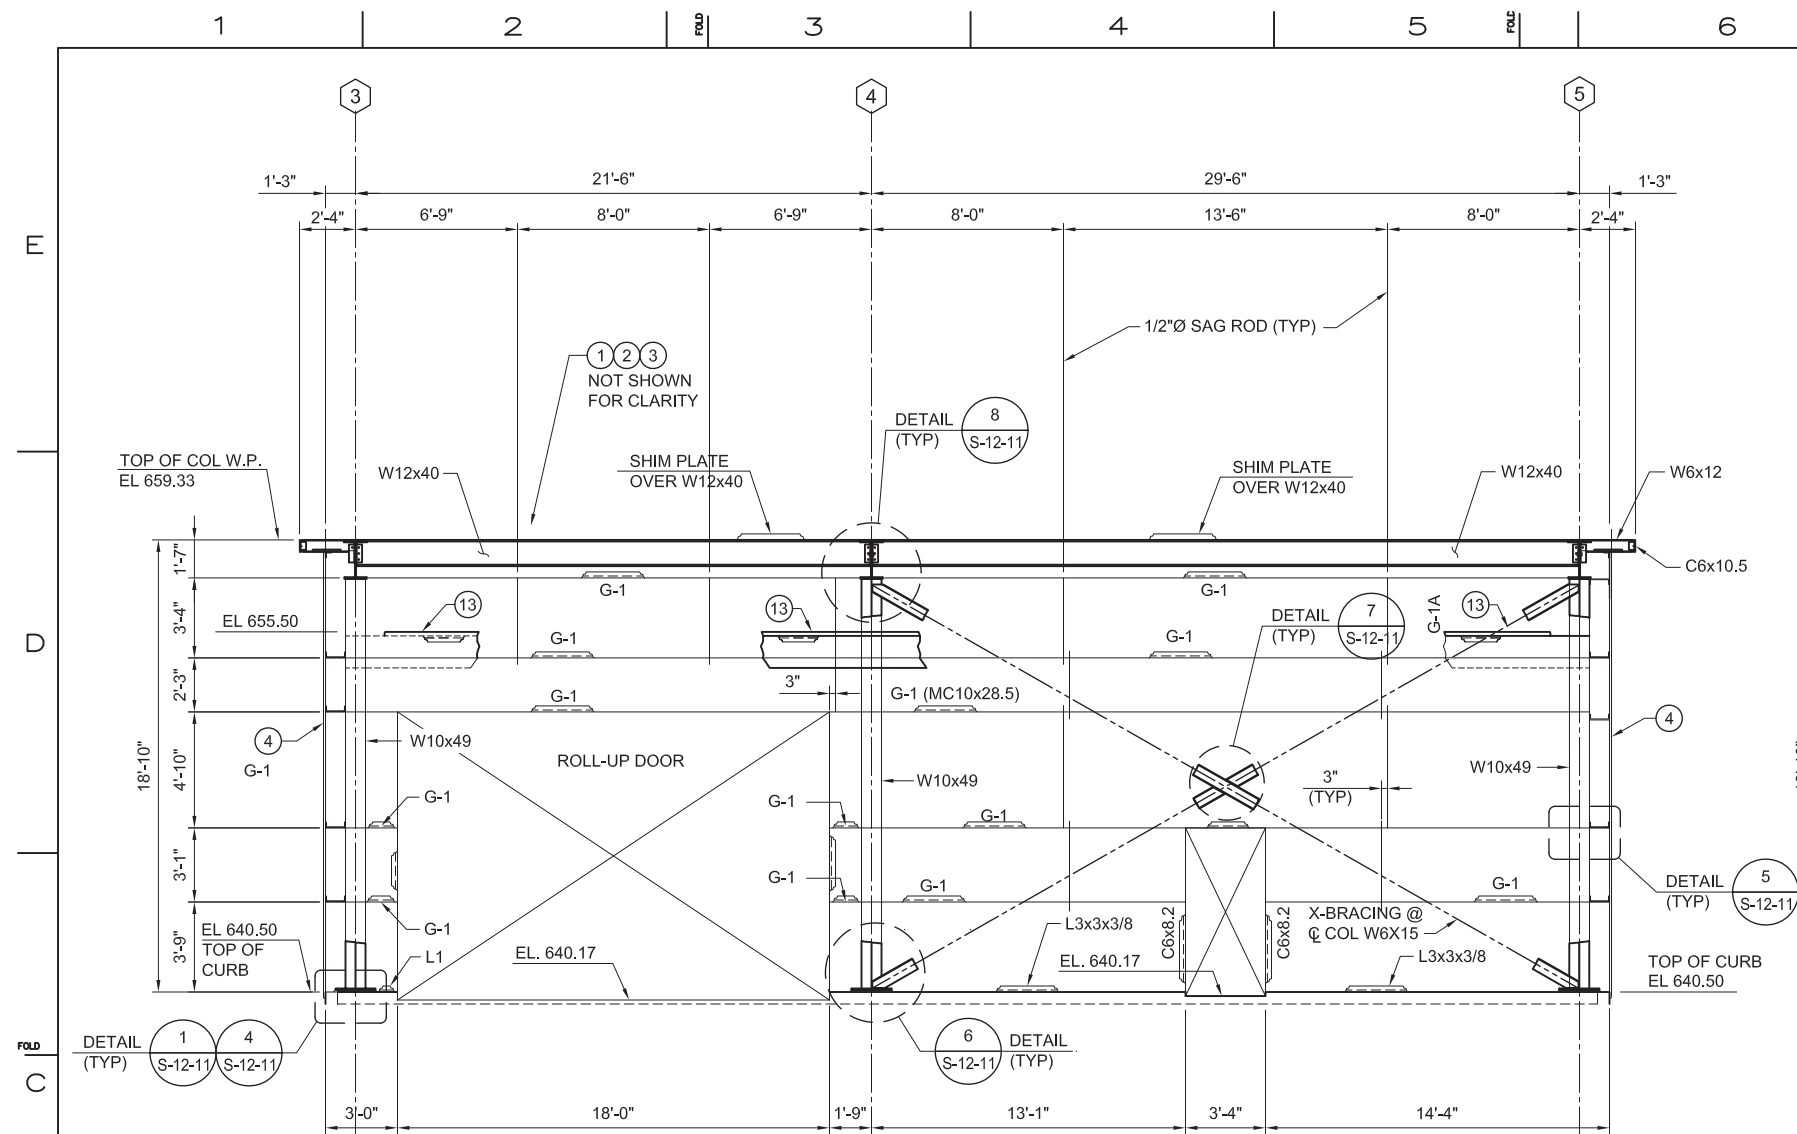 1 2 FOLD 3 4 5 FOLD 6
3 4 5
1'-3" 21'-6" 29'-6" 1'-3"
2'-4" 6'-9" 8'-0" 6'-9" 8'-0" 13'-6" 8'-0" 2'-4"
E
1/2"Ø SAG ROD (TYP)
1 2 3
NOT SHOWN
FOR CLARITY
DETAIL
(TYP)
8
S-12-11
TOP OF COL W.P.
EL 659.33
W12x40
SHIM PLATE
OVER W12x40
SHIM PLATE
OVER W12x40
W12x40
W6x12
C6x10.5
1'-7"
G-1
G-1
D
3'-4"
EL 655.50
13
G-1
13
G-1
DETAIL
(TYP)
7
S-12-11
G-1A
13
2'-3"
G-1
3"
G-1 (MC10x28.5)
18'-10"
4'-10"
4
G-1
W10x49
ROLL-UP DOOR
W10x49
3"
(TYP)
W10x49
4
G-1
G-1
G-1
3'-1"
G-1
G-1
G-1
DETAIL
(TYP)
5
S-12-11
3'-9"
EL 640.50
TOP OF
CURB
G-1
L1
EL. 640.17
L3x3x3/8
EL. 640.17
C6x8.2
C6x8.2
X-BRACING @
℄ COL W6X15
L3x3x3/8
TOP OF CURB
EL 640.50
FOLD
C
DETAIL
(TYP)
1
S-12-11
4
S-12-11
6
S-12-11
DETAIL
(TYP)
3'-0" 18'-0" 1'-9" 13'-1" 3'-4" 14'-4"